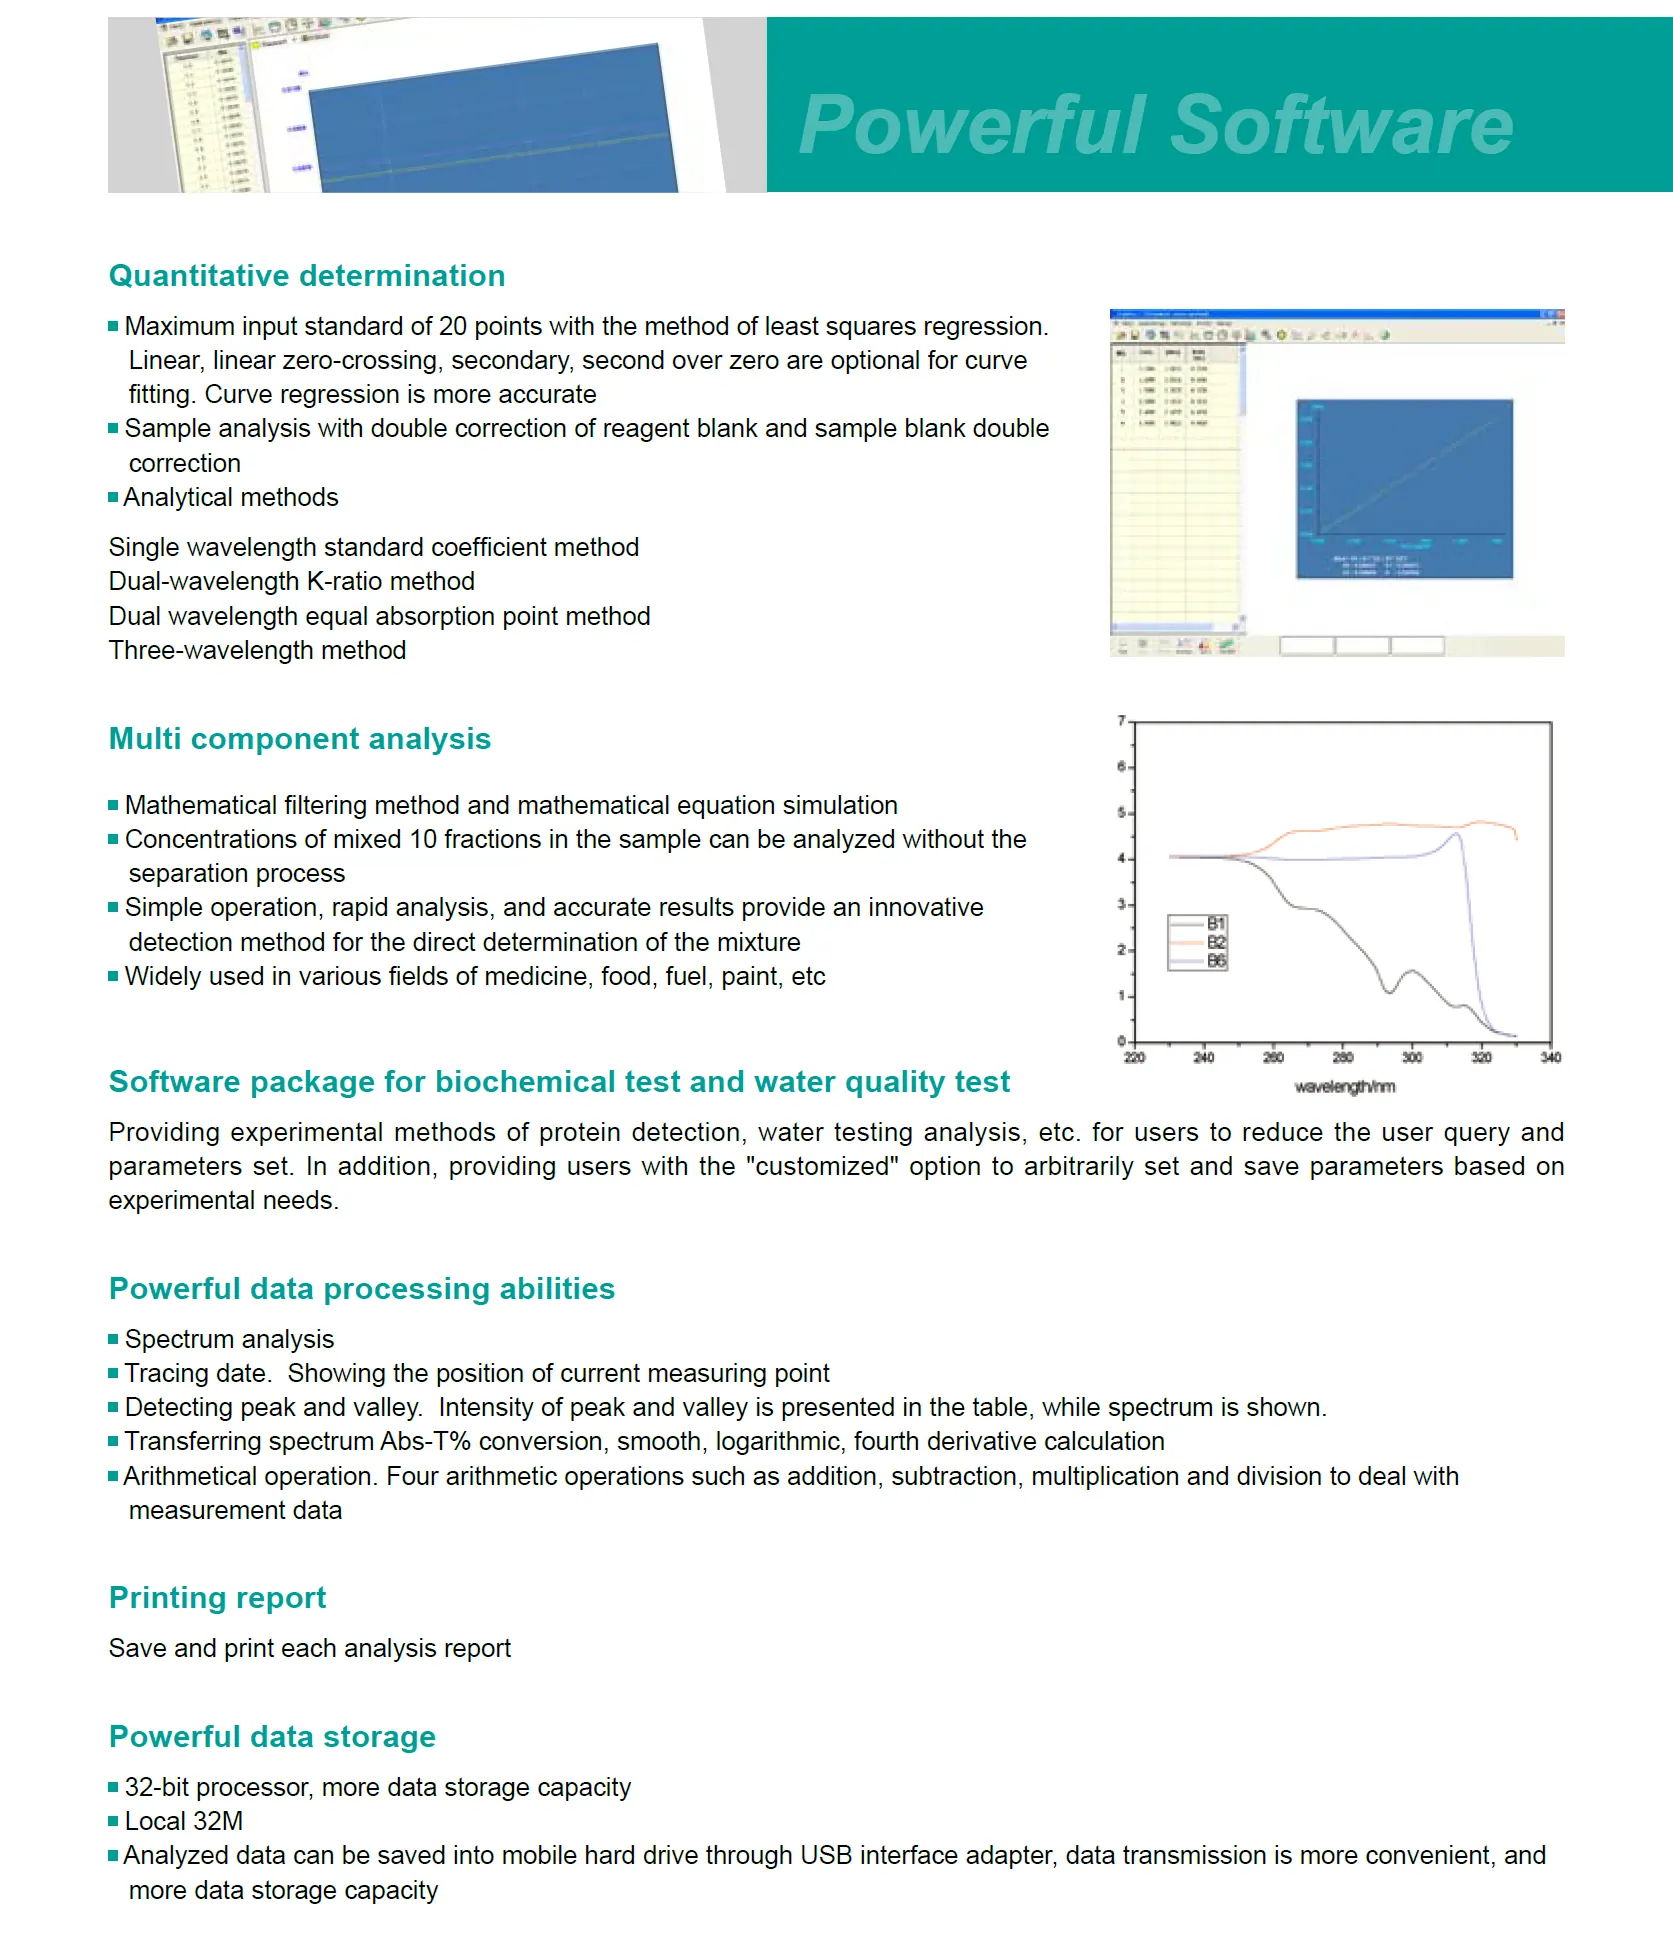 Powerful Software
Quantitative determination
Maximum input standard of 20 points with the method of least squares regression.
Linear, linear zero-crossing, secondary, second over zero are optional for curve
fitting. Curve regression is more accurate
Sample analysis with double correction of reagent blank and sample blank double
correction
Analytical methods
Single wavelength standard coefficient method
Dual-wavelength K-ratio method
Dual wavelength equal absorption point method
Three-wavelength method
Multi component analysis
Mathematical filtering method and mathematical equation simulation
Concentrations of mixed 10 fractions in the sample can be analyzed without the
separation process
Simple operation, rapid analysis, and accurate results provide an innovative
detection method for the direct determination of the mixture
Widely used in various fields of medicine, food, fuel, paint, etc
7
6
5
4
3
2
1
0
B1
B2
B6
220 240 260 280 300 320 340
wavelength/nm
Software package for biochemical test and water quality test
Providing experimental methods of protein detection, water testing analysis, etc. for users to reduce the user query and
parameters set. In addition, providing users with the "customized" option to arbitrarily set and save parameters based on
experimental needs.
Powerful data processing abilities
Spectrum analysis
Tracing date.  Showing the position of current measuring point
Detecting peak and valley.  Intensity of peak and valley is presented in the table, while spectrum is shown.
Transferring spectrum Abs-T% conversion, smooth, logarithmic, fourth derivative calculation
Arithmetical operation. Four arithmetic operations such as addition, subtraction, multiplication and division to deal with
measurement data
Printing report
Save and print each analysis report
Powerful data storage
32-bit processor, more data storage capacity
Local 32M
Analyzed data can be saved into mobile hard drive through USB interface adapter, data transmission is more convenient, and
more data storage capacity